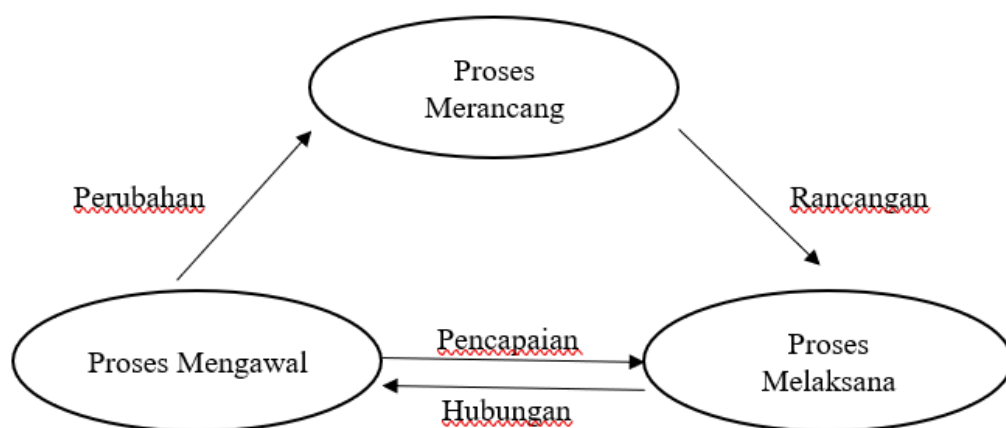 Proses
Merancang
Perubahan
Rancangan
Pencapaian
Proses Mengawal
Proses
Melaksana
Hubungan